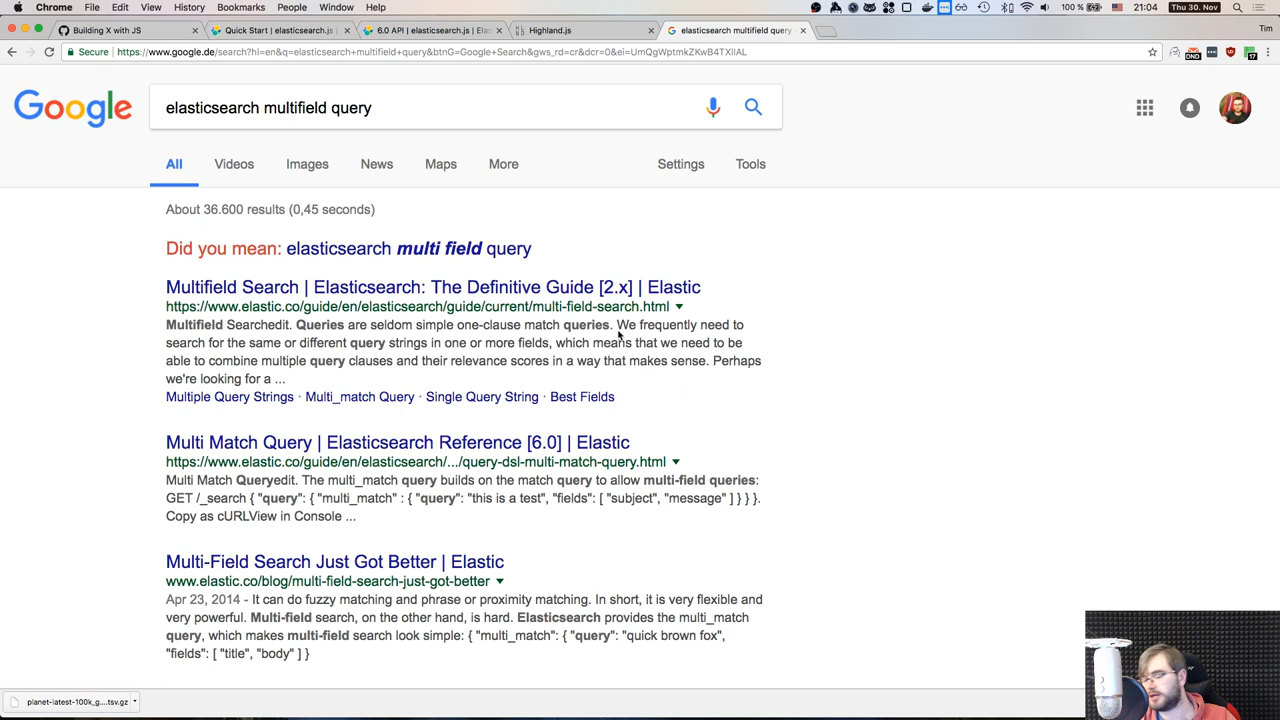 Chrome File Edit View History Bookmarks People Window Help
100 % Thu 30. Nov 21:04
Building X with JS
Quick Start | elasticsearch.js |
6.0 API | elasticsearch.js | Elas
Highland.js
elasticsearch multifield query
Tim
Secure https://www.google.de/search?hl=en&q=elasticsearch+multifield+query&btnG=Google+Search&gws_rd=cr&dcr=0&ei=UmQgWptmkZKwB4TXlIAL
DND
17
Google
elasticsearch multifield query
All Videos Images News Maps More Settings Tools
About 36.600 results (0,45 seconds)
Did you mean: elasticsearch multi field query
Multifield Search | Elasticsearch: The Definitive Guide [2.x] | Elastic
https://www.elastic.co/guide/en/elasticsearch/guide/current/multi-field-search.html
Multifield Searchedit. Queries are seldom simple one-clause match queries. We frequently need to
search for the same or different query strings in one or more fields, which means that we need to be
able to combine multiple query clauses and their relevance scores in a way that makes sense. Perhaps
we're looking for a ...
Multiple Query Strings · Multi_match Query · Single Query String · Best Fields
Multi Match Query | Elasticsearch Reference [6.0] | Elastic
https://www.elastic.co/guide/en/elasticsearch/.../query-dsl-multi-match-query.html
Multi Match Queryedit. The multi_match query builds on the match query to allow multi-field queries:
GET /_search { "query": { "multi_match" : { "query": "this is a test", "fields": [ "subject", "message" ] } } }.
Copy as cURLView in Console ...
Multi-Field Search Just Got Better | Elastic
www.elastic.co/blog/multi-field-search-just-got-better
Apr 23, 2014 - It can do fuzzy matching and phrase or proximity matching. In short, it is very flexible and
very powerful. Multi-field search, on the other hand, is hard. Elasticsearch provides the multi_match
query, which makes multi-field search look simple: { "multi_match": { "query": "quick brown fox",
"fields": [ "title", "body" ] }
planet-latest-100k_g....tsv.gz